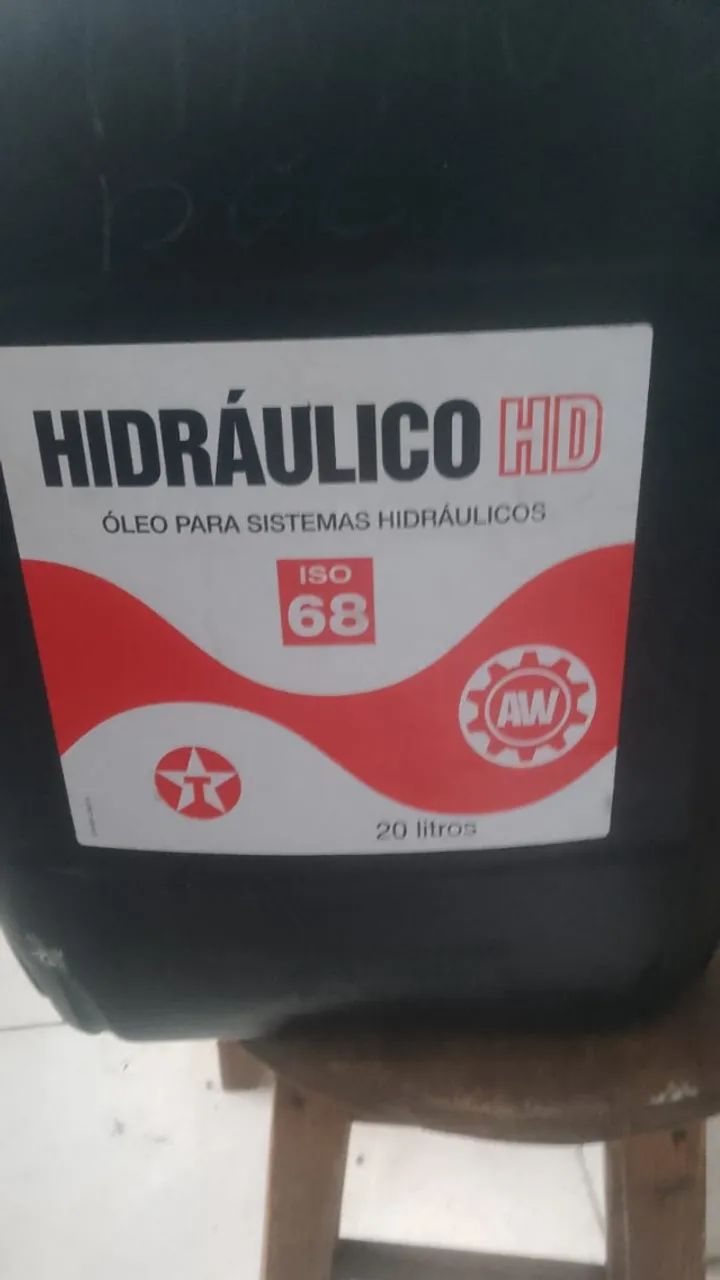 HIDRÁULICO HD
ÓLEO PARA SISTEMAS HIDRÁULICOS
ISO
68
AW
T
20 litros